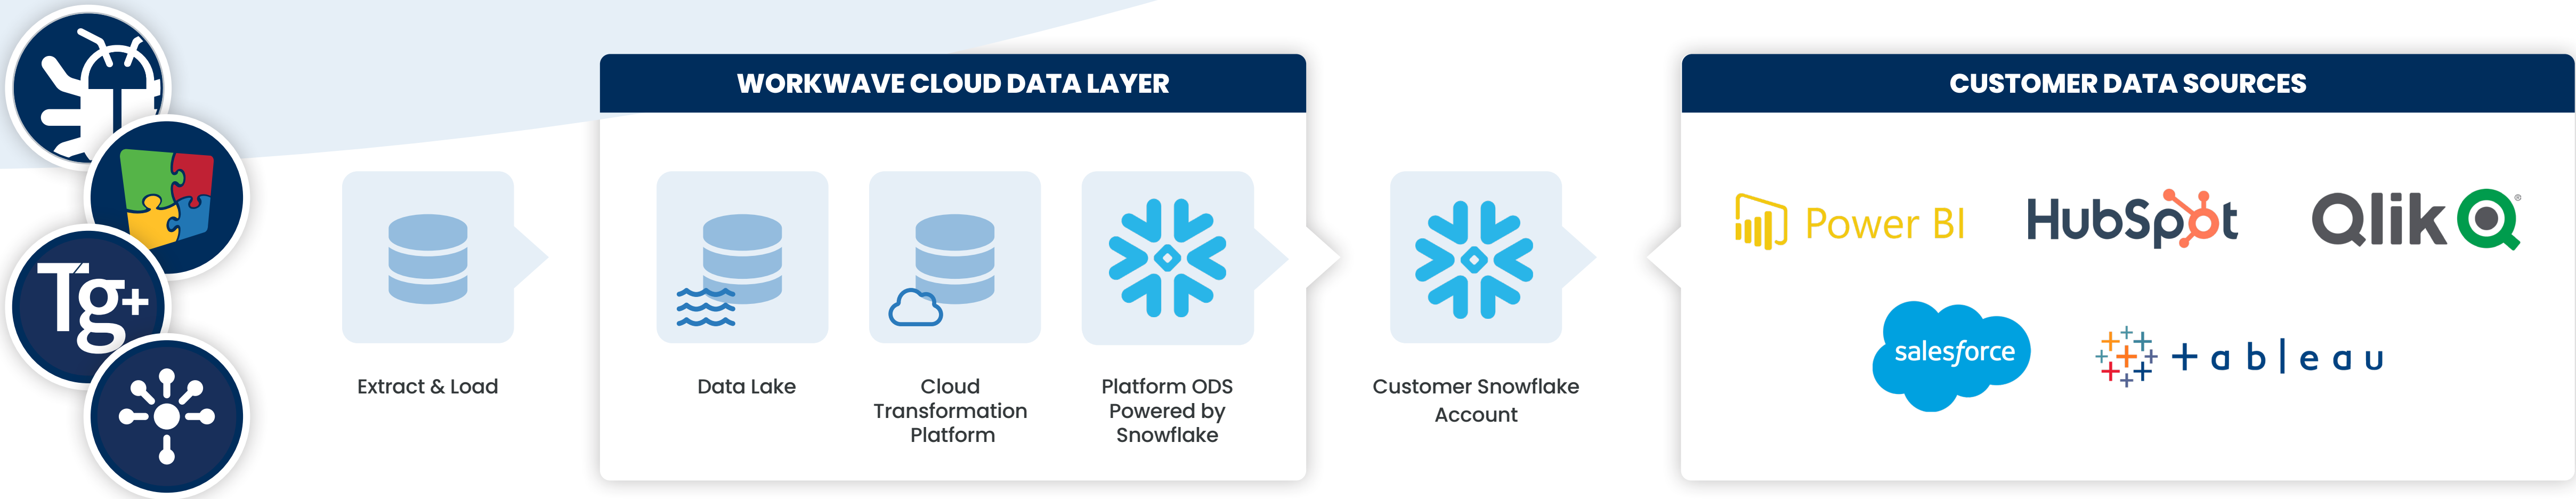 Tg+
WORKWAVE CLOUD DATA LAYER
CUSTOMER DATA SOURCES
Power BI
HubSpot
Qlik
®
salesforce
+ableau
Extract & Load
Data Lake
Cloud
Transformation
Platform
Platform ODS
Powered by
Snowflake
Customer Snowflake
Account